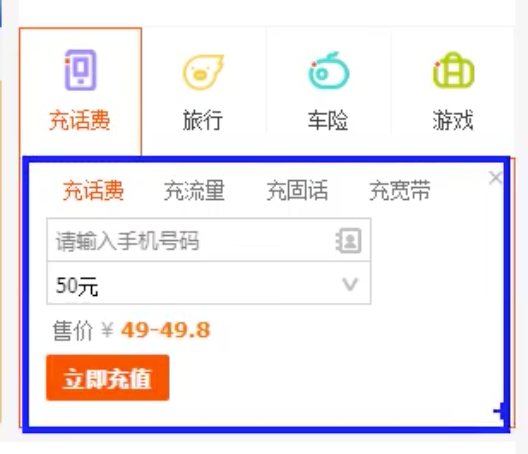 充话费 旅行 车险 游戏
充话费 充流量 充固话 充宽带
请输入手机号码
50元
售价 ¥ 49-49.8
立即充值